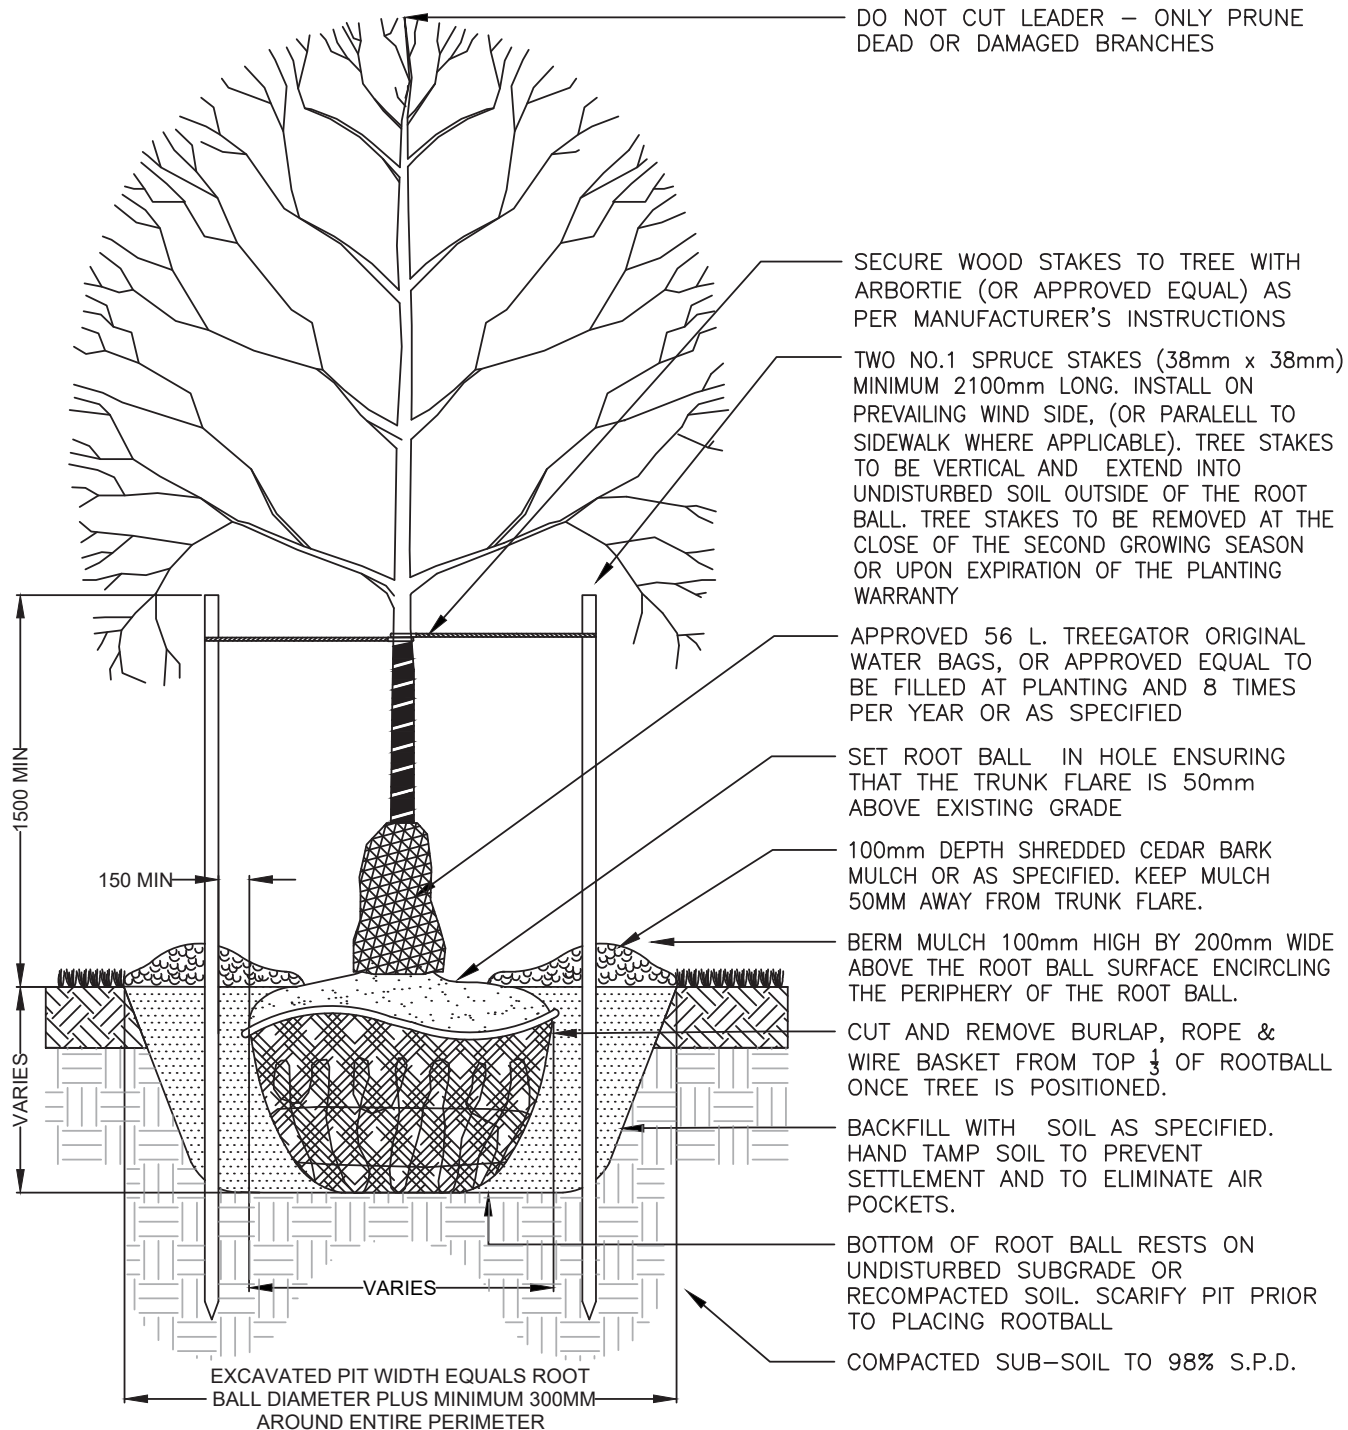 DO NOT CUT LEADER – ONLY PRUNE
DEAD OR DAMAGED BRANCHES
SECURE WOOD STAKES TO TREE WITH
ARBORTIE (OR APPROVED EQUAL) AS
PER MANUFACTURER'S INSTRUCTIONS
TWO NO.1 SPRUCE STAKES (38mm x 38mm)
MINIMUM 2100mm LONG. INSTALL ON
PREVAILING WIND SIDE, (OR PARALELL TO
SIDEWALK WHERE APPLICABLE). TREE STAKES
TO BE VERTICAL AND EXTEND INTO
UNDISTURBED SOIL OUTSIDE OF THE ROOT
BALL. TREE STAKES TO BE REMOVED AT THE
CLOSE OF THE SECOND GROWING SEASON
OR UPON EXPIRATION OF THE PLANTING
WARRANTY
APPROVED 56 L. TREEGATOR ORIGINAL
WATER BAGS, OR APPROVED EQUAL TO
BE FILLED AT PLANTING AND 8 TIMES
PER YEAR OR AS SPECIFIED
SET ROOT BALL IN HOLE ENSURING
THAT THE TRUNK FLARE IS 50mm
ABOVE EXISTING GRADE
100mm DEPTH SHREDDED CEDAR BARK
MULCH OR AS SPECIFIED. KEEP MULCH
50MM AWAY FROM TRUNK FLARE.
BERM MULCH 100mm HIGH BY 200mm WIDE
ABOVE THE ROOT BALL SURFACE ENCIRCLING
THE PERIPHERY OF THE ROOT BALL.
CUT AND REMOVE BURLAP, ROPE &
WIRE BASKET FROM TOP 1/3 OF ROOTBALL
ONCE TREE IS POSITIONED.
BACKFILL WITH SOIL AS SPECIFIED.
HAND TAMP SOIL TO PREVENT
SETTLEMENT AND TO ELIMINATE AIR
POCKETS.
BOTTOM OF ROOT BALL RESTS ON
UNDISTURBED SUBGRADE OR
RECOMPACTED SOIL. SCARIFY PIT PRIOR
TO PLACING ROOTBALL
COMPACTED SUB–SOIL TO 98% S.P.D.
1500 MIN
150 MIN
VARIES
VARIES
EXCAVATED PIT WIDTH EQUALS ROOT
BALL DIAMETER PLUS MINIMUM 300MM
AROUND ENTIRE PERIMETER